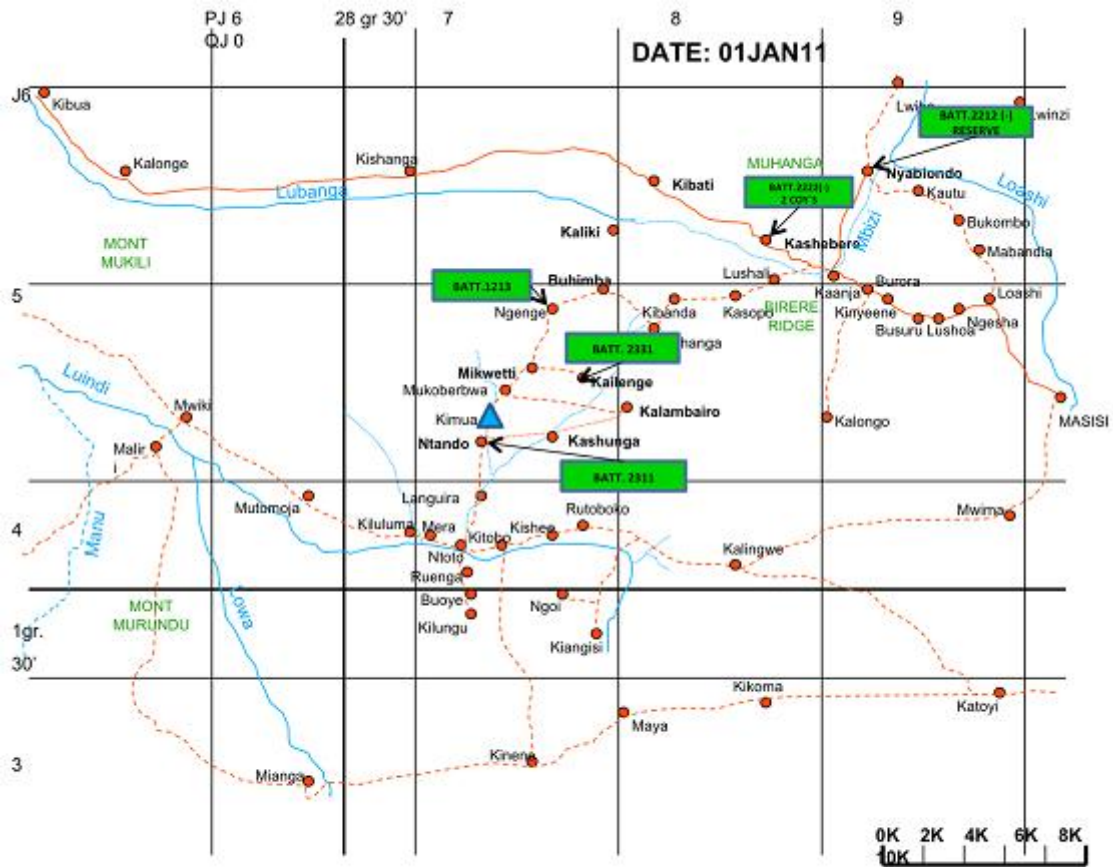 PJ 6
QJ 0
28 gr 30'
7
8
9
DATE: 01JAN11
J6
Kibua
Lwibo
Lwinzi
BATT.2212 (-)
RESERVE
Kalonge
Kishanga
MUHANGA
Nyabiondo
Lubanga
Kibati
BATT.2222(-)
2 COY'S
Kautu
Loashi
Bukombo
Mbizi
MONT
MUKILI
Kaliki
Kashebere
Mabandia
5
BATT.1213
Buhimba
Lushali
Kaanja
Burora
Loashi
Ngenge
Kibanda
Kasopo
BIRERE
RIDGE
Kinyeene
Busuru
Lushoa
Ngesha
hanga
BATT. 2331
Luindi
Mikwetti
Kailenge
Mukoberbwa
Mwiki
Kimua
Kalambairo
Kalongo
MASISI
Malir
i
Ntando
Kashunga
BATT. 2311
Languira
Mutomoja
Manu
4
Kiluluma
Mera
Kitobo
Kishee
Rutoboko
Mwima
Ntoto
Kalingwe
Ruenga
Lowa
MONT
MURUNDU
Buoye
Ngoi
Kilungu
1gr.
30'
Kiangisi
Kikoma
Katoyi
Maya
3
Kinene
Mianga
0K 2K 4K 6K 8K
10K